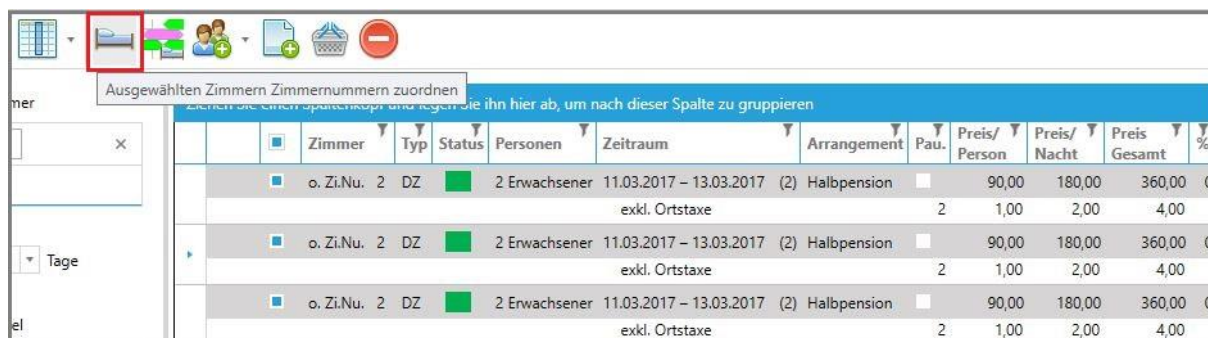 Ausgewählten Zimmern Zimmernummern zuordnen
mer
Ziehen Sie einen Spaltenkopf und legen Sie ihn hier ab, um nach dieser Spalte zu gruppieren
Zimmer Typ Status Personen Zeitraum Arrangement Pau. Preis/ Person Preis/ Nacht Preis Gesamt %
o. Zi.Nu. 2 DZ 2 Erwachsener 11.03.2017 – 13.03.2017 (2) Halbpension 90,00 180,00 360,00
exkl. Ortstaxe 2 1,00 2,00 4,00
o. Zi.Nu. 2 DZ 2 Erwachsener 11.03.2017 – 13.03.2017 (2) Halbpension 90,00 180,00 360,00
Tage
exkl. Ortstaxe 2 1,00 2,00 4,00
o. Zi.Nu. 2 DZ 2 Erwachsener 11.03.2017 – 13.03.2017 (2) Halbpension 90,00 180,00 360,00
el
exkl. Ortstaxe 2 1,00 2,00 4,00